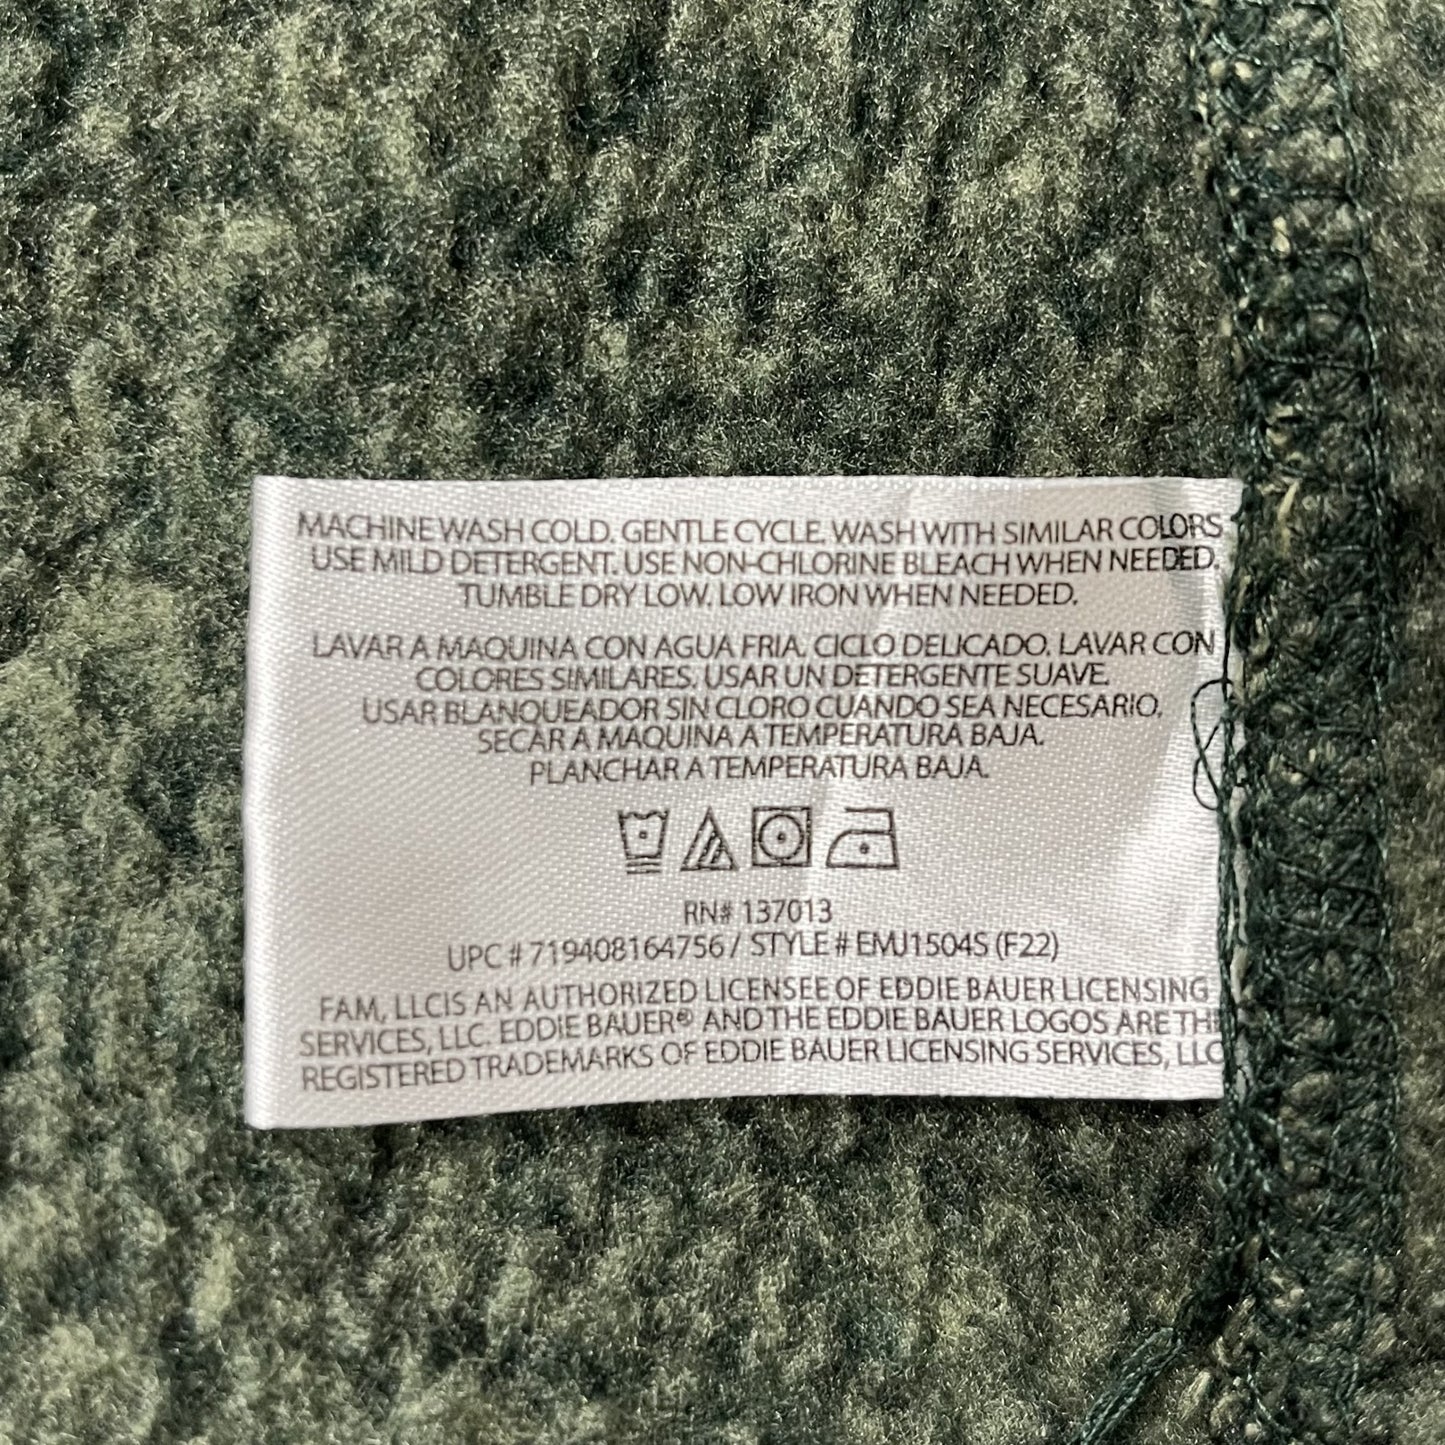 MACHINE WASH COLD. GENTLE CYCLE. WASH WITH SIMILAR COLORS
USE MILD DETERGENT. USE NON-CHLORINE BLEACH WHEN NEEDED.
TUMBLE DRY LOW. LOW IRON WHEN NEEDED.
LAVAR A MAQUINA CON AGUA FRIA. CICLO DELICADO. LAVAR CON
COLORES SIMILARES. USAR UN DETERGENTE SUAVE.
USAR BLANQUEADOR SIN CLORO CUANDO SEA NECESARIO.
SECAR A MAQUINA A TEMPERATURA BAJA.
PLANCHAR A TEMPERATURA BAJA.
RN# 137013
UPC # 719408164756 / STYLE # EMJ1504S (F22)
FAM, LLC IS AN AUTHORIZED LICENSEE OF EDDIE BAUER LICENSING
SERVICES, LLC. EDDIE BAUER® AND THE EDDIE BAUER LOGOS ARE THE
REGISTERED TRADEMARKS OF EDDIE BAUER LICENSING SERVICES, LLC